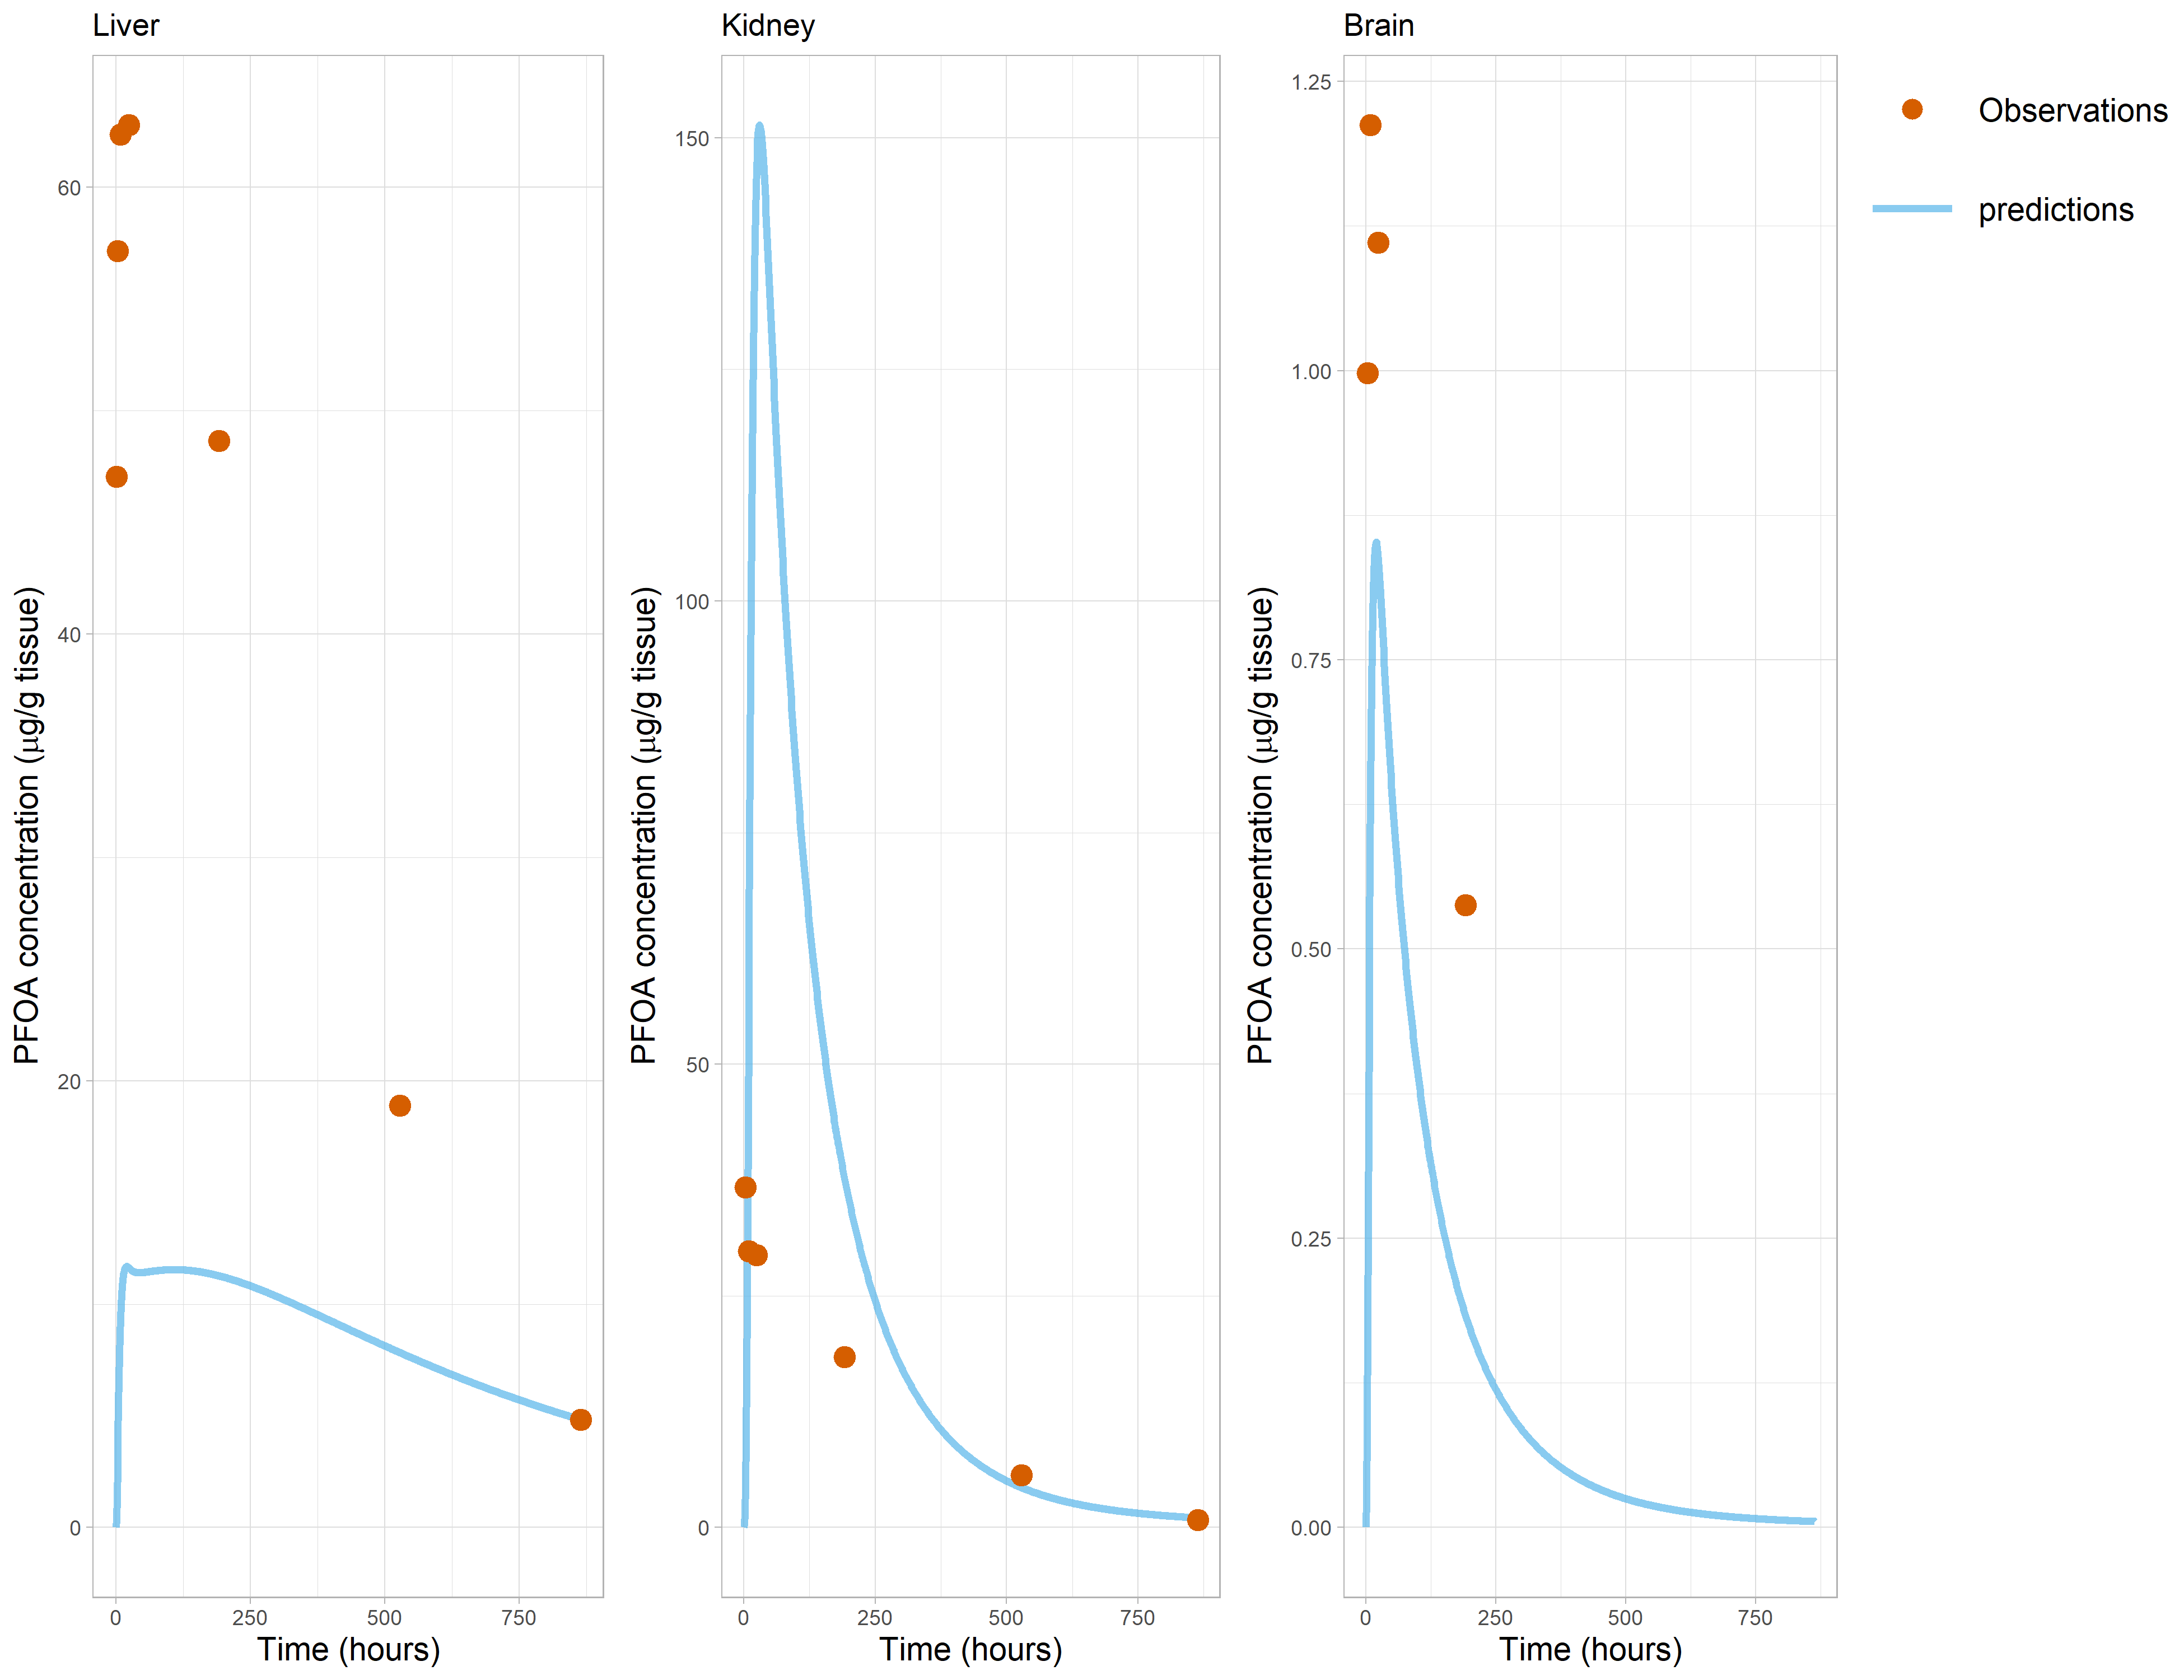 Liver
Kidney
Brain
PFOA concentration (μg/g tissue)
60
40
20
0
0
250
500
750
Time (hours)
PFOA concentration (μg/g tissue)
150
100
50
0
0
250
500
750
Time (hours)
PFOA concentration (μg/g tissue)
1.25
1.00
0.75
0.50
0.25
0.00
0
250
500
750
Time (hours)
Observations
predictions